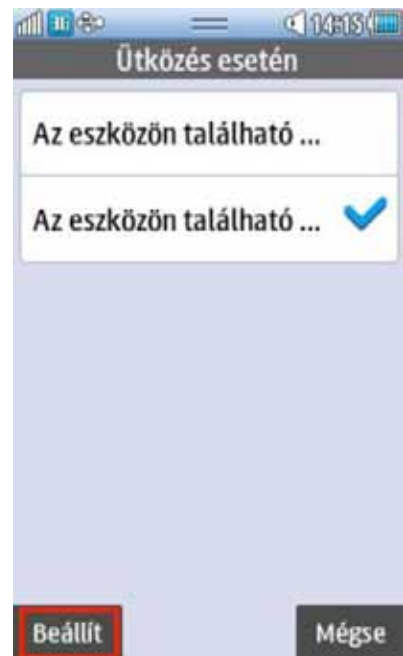 14:15
Ütközés esetén
Az eszközön található ...
Az eszközön található ...
Beállít
Mégse